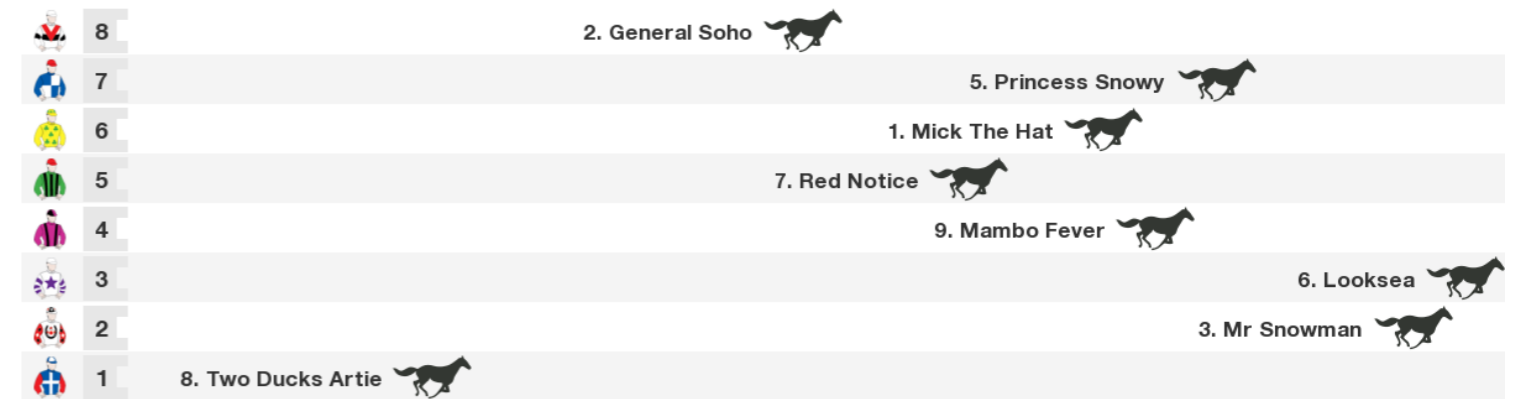 8 2. General Soho
7 5. Princess Snowy
6 1. Mick The Hat
5 7. Red Notice
4 9. Mambo Fever
3 6. Looksea
2 3. Mr Snowman
1 8. Two Ducks Artie